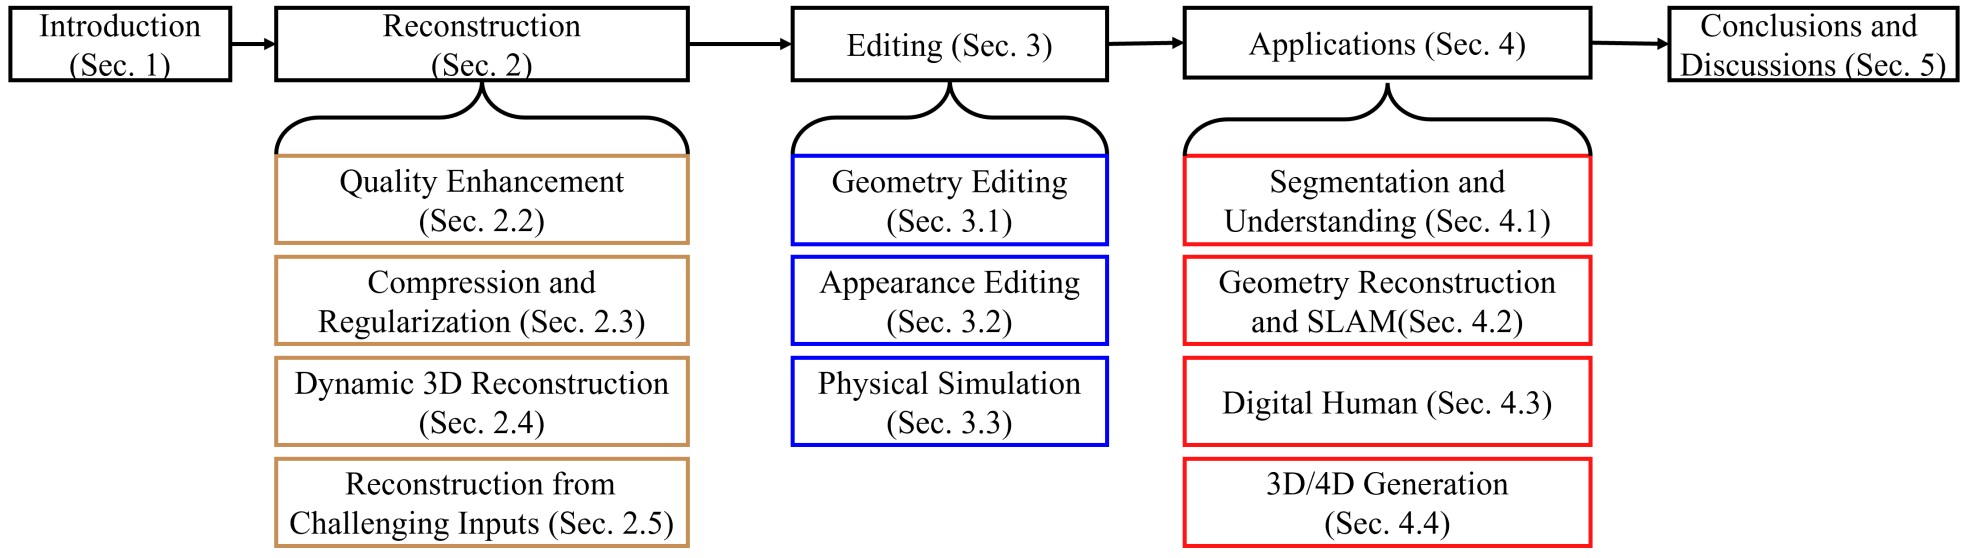 Introduction
(Sec. 1)
Reconstruction
(Sec. 2)
Editing (Sec. 3)
Applications (Sec. 4)
Conclusions and
Discussions (Sec. 5)
Quality Enhancement
(Sec. 2.2)
Compression and
Regularization (Sec. 2.3)
Dynamic 3D Reconstruction
(Sec. 2.4)
Reconstruction from
Challenging Inputs (Sec. 2.5)
Geometry Editing
(Sec. 3.1)
Appearance Editing
(Sec. 3.2)
Physical Simulation
(Sec. 3.3)
Segmentation and
Understanding (Sec. 4.1)
Geometry Reconstruction
and SLAM(Sec. 4.2)
Digital Human (Sec. 4.3)
3D/4D Generation
(Sec. 4.4)